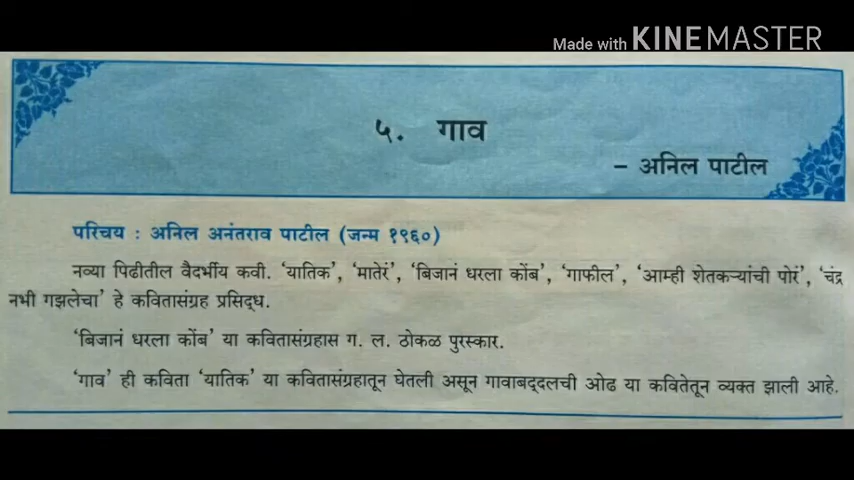 Made with KINEMASTER
५. गाव
– अनिल पाटील
परिचय : अनिल अनंतराव पाटील (जन्म १९६०)
नव्या पिढीतील वैदर्भीय कवी. ‘यातिक’, ‘मातेरं’, ‘बिजानं धरला कोंब’, ‘गाफील’, ‘आम्ही शेतकऱ्यांची पोरं’, ‘चंद्र
नभी गझलेचा’ हे कवितासंग्रह प्रसिद्ध.
‘बिजानं धरला कोंब’ या कवितासंग्रहास ग. ल. ठोकळ पुरस्कार.
‘गाव’ ही कविता ‘यातिक’ या कवितासंग्रहातून घेतली असून गावाबद्दलची ओढ या कवितेतून व्यक्त झाली आहे.